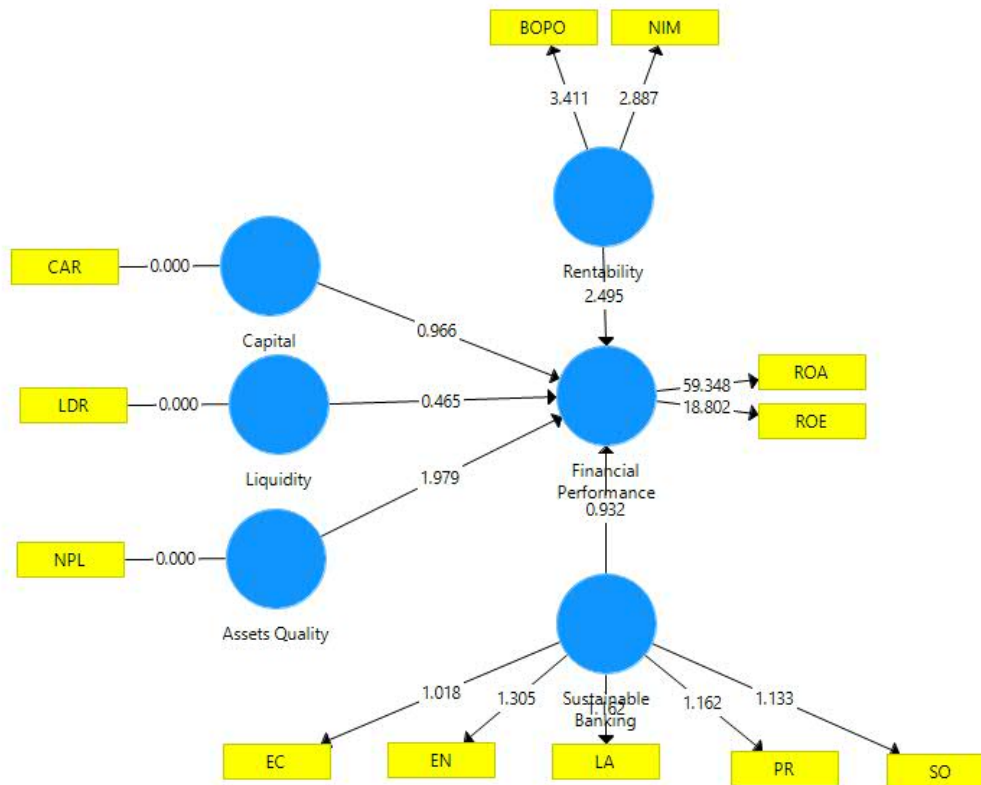 BOPO
NIM
3.411
2.887
CAR
0.000
Capital
Rentability
2.495
0.966
LDR
0.000
Liquidity
0.465
59.348
ROA
18.802
ROE
Financial
Performance
1.979
0.932
NPL
0.000
Assets Quality
Sustainable
Banking
1.018
1.305
1.162
1.162
1.133
EC
EN
LA
PR
SO